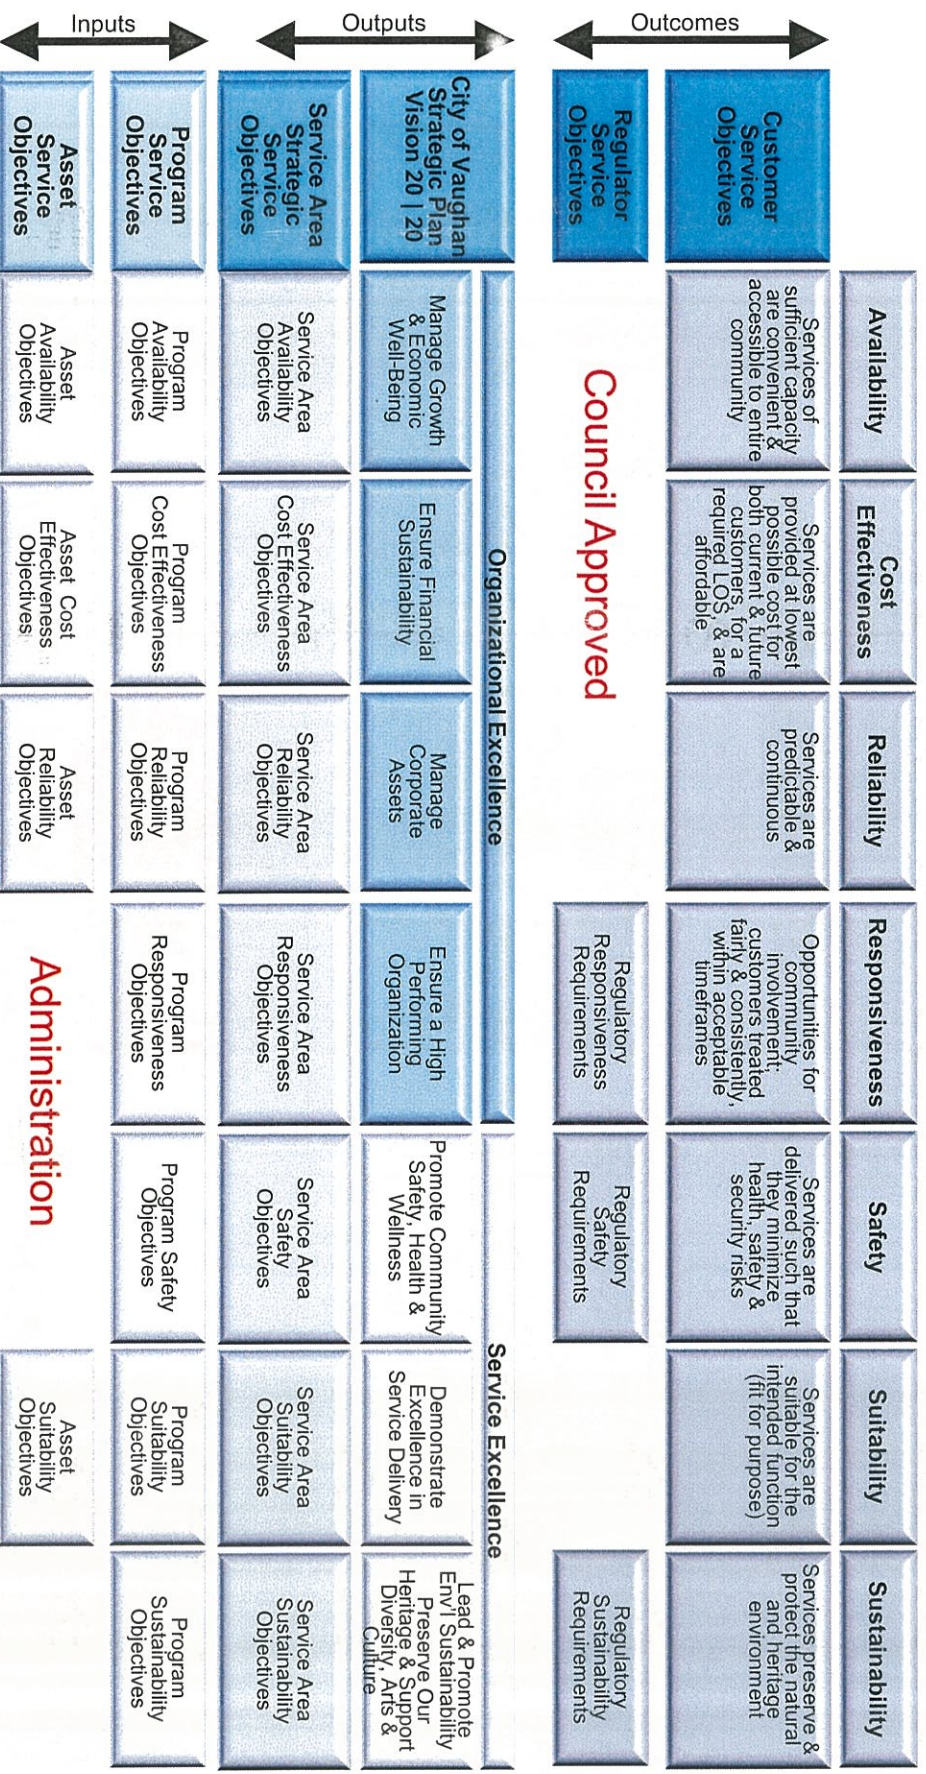 Availability
Cost
Effectiveness
Reliability
Responsiveness
Safety
Suitability
Sustainability
Outcomes
Customer
Service
Objectives
Services of
sufficient capacity
are convenient &
accessible to entire
community
Services are
provided at lowest
possible cost for
both current & future
customers, for a
required LOS, & are
affordable
Services are
predictable &
continuous
Opportunities for
community
involvement;
customers treated
fairly & consistently,
within acceptable
timeframes
Services are
delivered such that
they minimize
health, safety &
security risks
Services are
suitable for the
intended function
(fit for purpose)
Services preserve &
protect the natural
and heritage
environment
Regulator
Service
Objectives
Council Approved
Regulatory
Responsiveness
Requirements
Regulatory
Safety
Requirements
Regulatory
Sustainability
Requirements
Outputs
Organizational Excellence
Service Excellence
City of Vaughan
Strategic Plan
Vision 20 | 20
Manage Growth
& Economic
Well-Being
Ensure Financial
Sustainability
Manage
Corporate
Assets
Ensure a High
Performing
Organization
Promote Community
Safety, Health &
Wellness
Demonstrate
Excellence in
Service Delivery
Lead & Promote
Env'l Sustainability
Preserve Our
Heritage & Support
Diversity, Arts &
Culture
Service Area
Strategic
Service
Objectives
Service Area
Availability
Objectives
Service Area
Cost Effectiveness
Objectives
Service Area
Reliability
Objectives
Service Area
Responsiveness
Objectives
Service Area
Safety
Objectives
Service Area
Suitability
Objectives
Service Area
Sustainability
Objectives
Inputs
Program
Service
Objectives
Program
Availability
Objectives
Program
Cost Effectiveness
Objectives
Program
Reliability
Objectives
Program
Responsiveness
Objectives
Program Safety
Objectives
Program
Suitability
Objectives
Program
Sustainability
Objectives
Asset
Service
Objectives
Asset
Availability
Objectives
Asset Cost
Effectiveness
Objectives
Asset
Reliability
Objectives
Administration
Asset
Suitability
Objectives